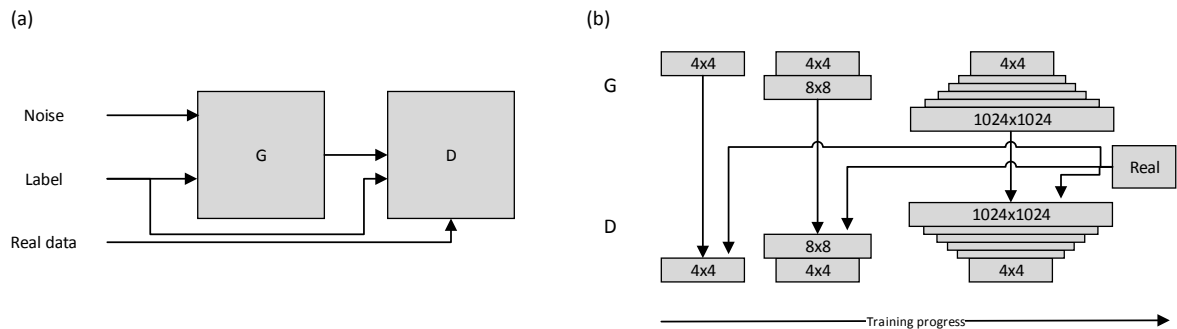 (a)
Noise
Label
Real data
G
D
(b)
G
4x4
4x4
8x8
4x4
1024x1024
Real
D
4x4
8x8
4x4
1024x1024
4x4
Training progress